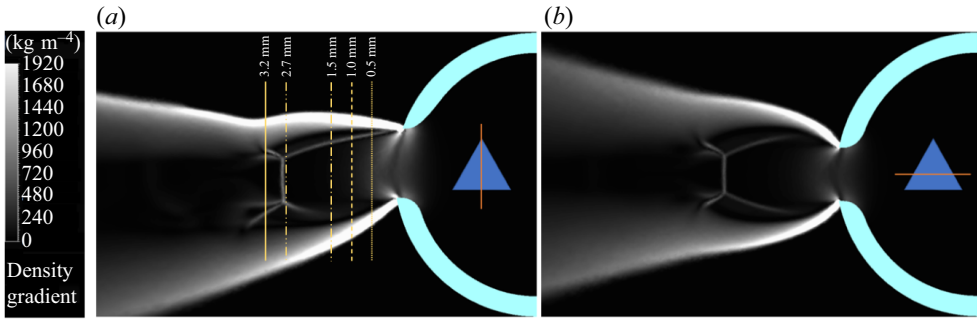 (a)
(b)
(kg m⁻⁴)
1920
1680
1440
1200
960
720
480
240
0
Density
gradient
3.2 mm
2.7 mm
1.5 mm
1.0 mm
0.5 mm